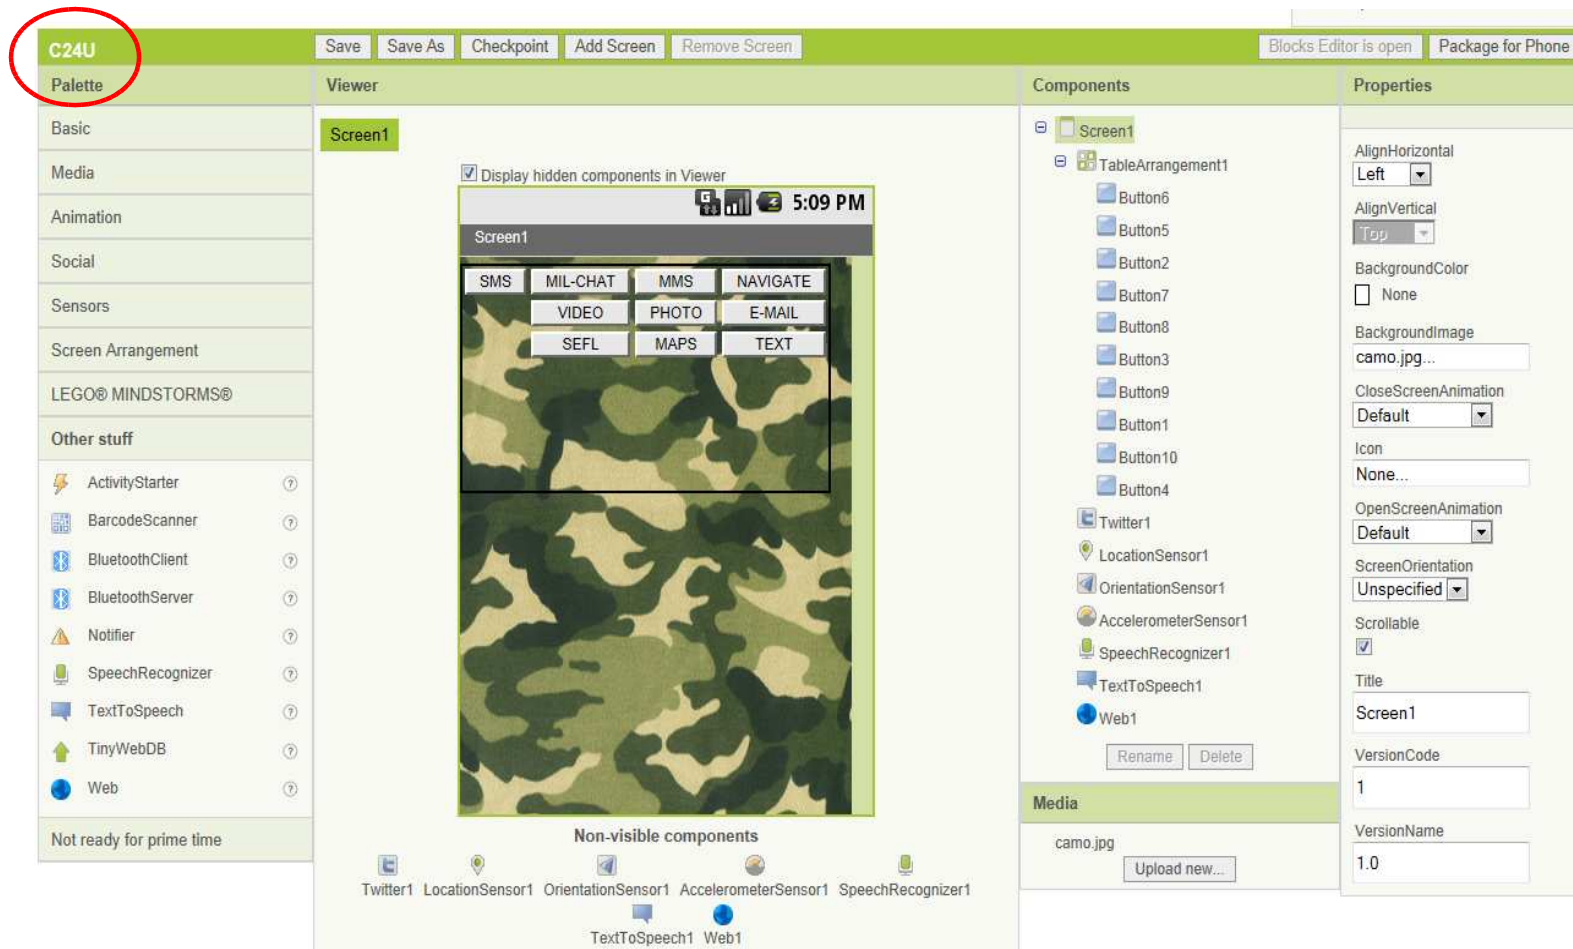 C24U
Save Save As Checkpoint Add Screen Remove Screen
Blocks Editor is open Package for Phone
Palette
Basic
Media
Animation
Social
Sensors
Screen Arrangement
LEGO® MINDSTORMS®
Other stuff
ActivityStarter ?
BarcodeScanner ?
BluetoothClient ?
BluetoothServer ?
Notifier ?
SpeechRecognizer ?
TextToSpeech ?
TinyWebDB ?
Web ?
Not ready for prime time
Viewer
Screen1
Display hidden components in Viewer
5:09 PM
Screen1
SMS MIL-CHAT MMS NAVIGATE
VIDEO PHOTO E-MAIL
SEFL MAPS TEXT
Non-visible components
Twitter1 LocationSensor1 OrientationSensor1 AccelerometerSensor1 SpeechRecognizer1
TextToSpeech1 Web1
Components
Screen1
TableArrangement1
Button6
Button5
Button2
Button7
Button8
Button3
Button9
Button1
Button10
Button4
Twitter1
LocationSensor1
OrientationSensor1
AccelerometerSensor1
SpeechRecognizer1
TextToSpeech1
Web1
Rename Delete
Media
camo.jpg
Upload new...
Properties
AlignHorizontal
Left
AlignVertical
Top
BackgroundColor
None
BackgroundImage
camo.jpg...
CloseScreenAnimation
Default
Icon
None...
OpenScreenAnimation
Default
ScreenOrientation
Unspecified
Scrollable
Title
Screen1
VersionCode
1
VersionName
1.0